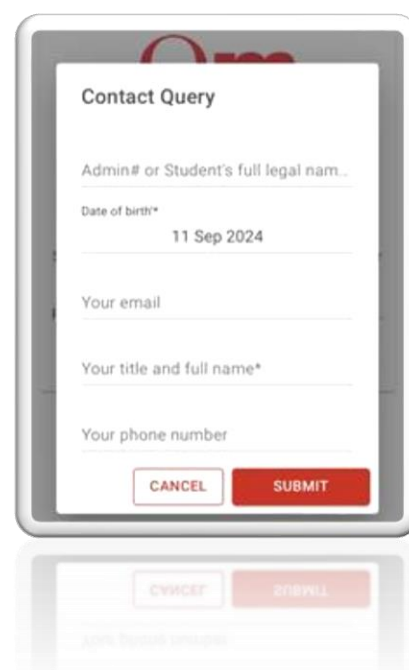 Contact Query
Admin# or Student's full legal nam...
Date of birth*
11 Sep 2024
Your email
Your title and full name*
Your phone number
CANCEL
SUBMIT